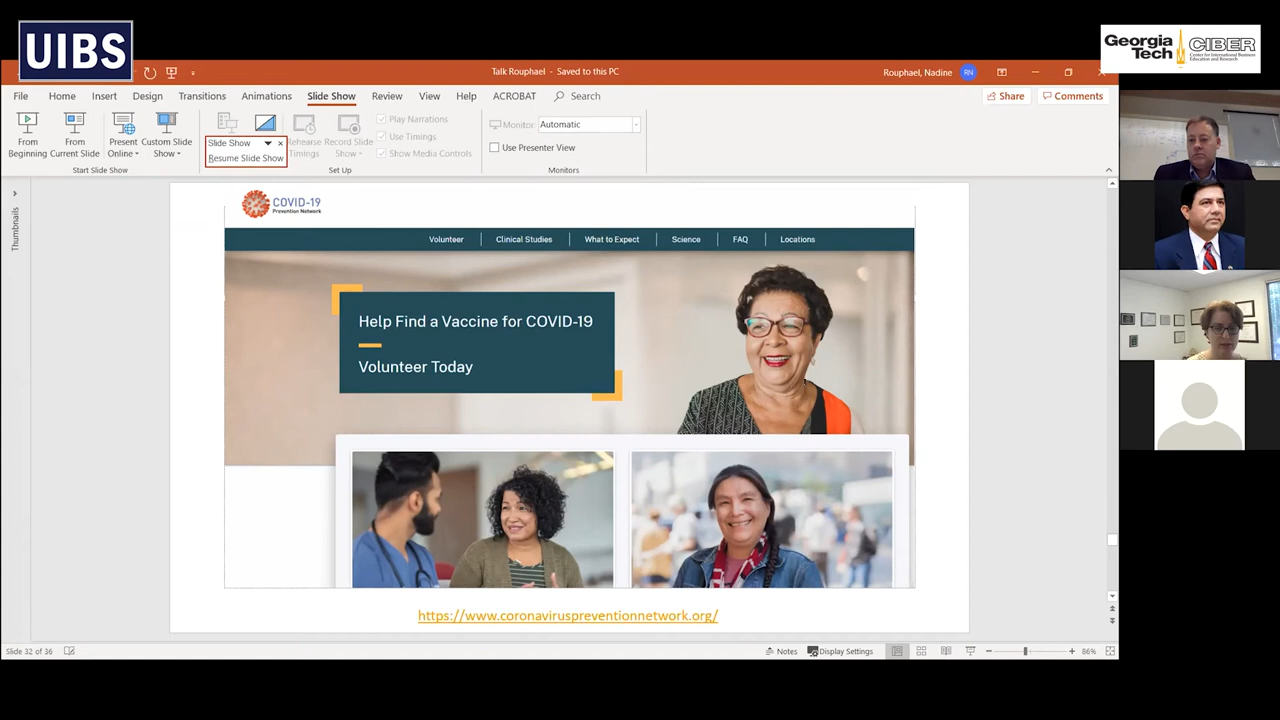 UIBS
Georgia
Tech
CIBER
Center for International Business
Education and Research
Talk Rouphael - Saved to this PC
Rouphael, Nadine
RN
File
Home
Insert
Design
Transitions
Animations
Slide Show
Review
View
Help
ACROBAT
Search
Share
Comments
From
Beginning
From
Current Slide
Present
Online
Custom Slide
Show
Slide Show
Resume Slide Show
Rehearse
Timings
Record Slide
Show
Play Narrations
Use Timings
Show Media Controls
Monitor:
Automatic
Use Presenter View
Start Slide Show
Set Up
Monitors
Thumbnails
COVID-19
Prevention Network
Volunteer
Clinical Studies
What to Expect
Science
FAQ
Locations
Help Find a Vaccine for COVID-19
Volunteer Today
https://www.coronaviruspreventionnetwork.org/
Slide 32 of 36
Notes
Display Settings
86%